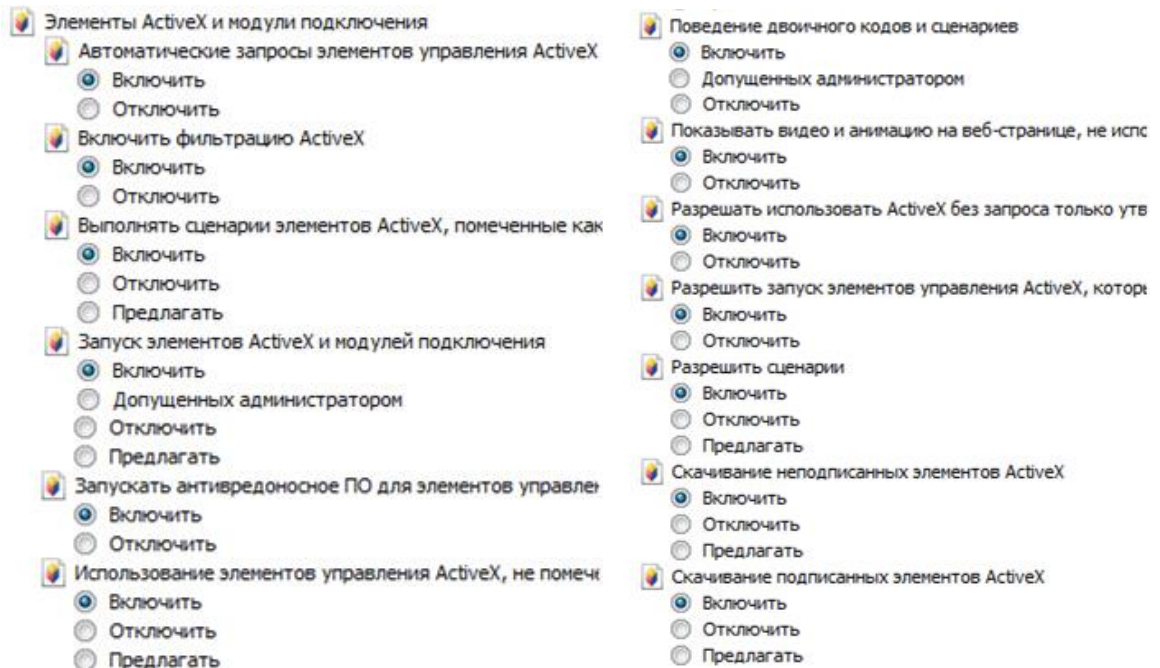 Элементы ActiveX и модули подключения
Автоматические запросы элементов управления ActiveX
Включить
Отключить
Включить фильтрацию ActiveX
Включить
Отключить
Выполнять сценарии элементов ActiveX, помеченные как
Включить
Отключить
Предлагать
Запуск элементов ActiveX и модулей подключения
Включить
Допущенных администратором
Отключить
Предлагать
Запускать антивредоносное ПО для элементов управлен
Включить
Отключить
Использование элементов управления ActiveX, не помече
Включить
Отключить
Предлагать
Поведение двоичного кодов и сценариев
Включить
Допущенных администратором
Отключить
Показывать видео и анимацию на веб-странице, не испо
Включить
Отключить
Разрешать использовать ActiveX без запроса только утв
Включить
Отключить
Разрешить запуск элементов управления ActiveX, которы
Включить
Отключить
Разрешить сценарии
Включить
Отключить
Предлагать
Скачивание неподписанных элементов ActiveX
Включить
Отключить
Предлагать
Скачивание подписанных элементов ActiveX
Включить
Отключить
Предлагать